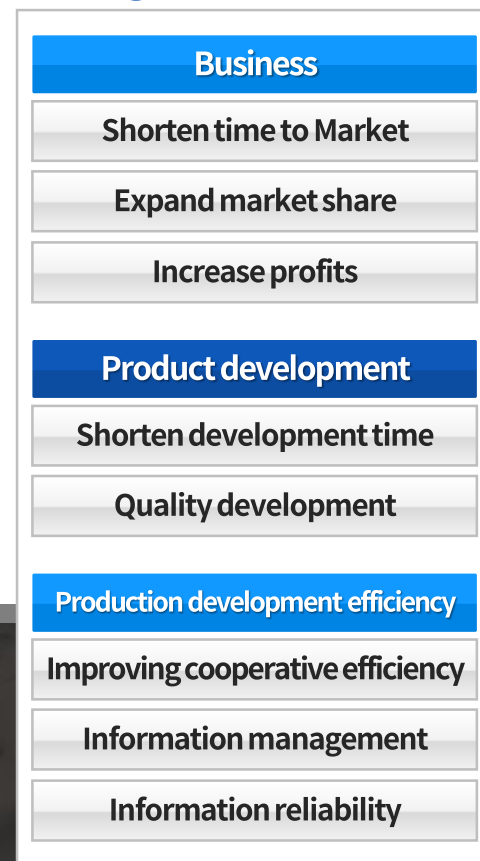 Business
Shorten time to Market
Expand market share
Increase profits
Product development
Shorten development time
Quality development
Production development efficiency
Improving cooperative efficiency
Information management
Information reliability